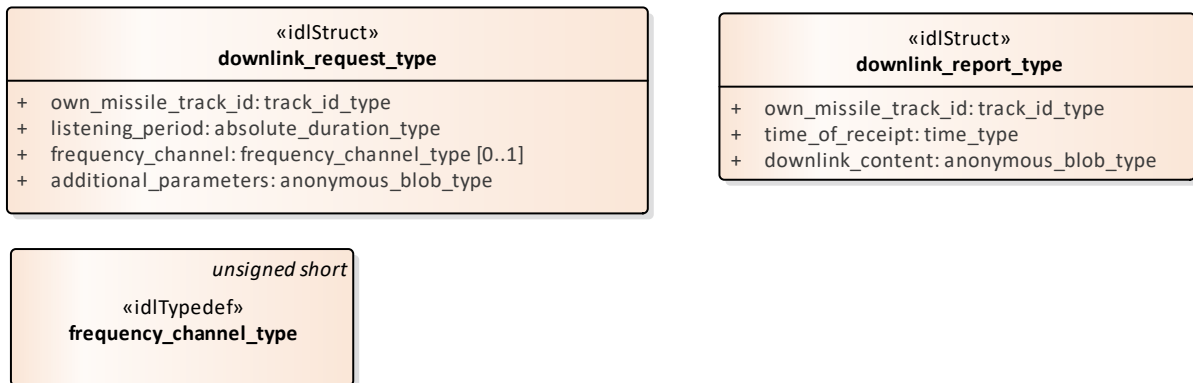 «idlStruct»
downlink_request_type
+ own_missile_track_id: track_id_type
+ listening_period: absolute_duration_type
+ frequency_channel: frequency_channel_type [0..1]
+ additional_parameters: anonymous_blob_type
«idlStruct»
downlink_report_type
+ own_missile_track_id: track_id_type
+ time_of_receipt: time_type
+ downlink_content: anonymous_blob_type
unsigned short
«idlTypedef»
frequency_channel_type